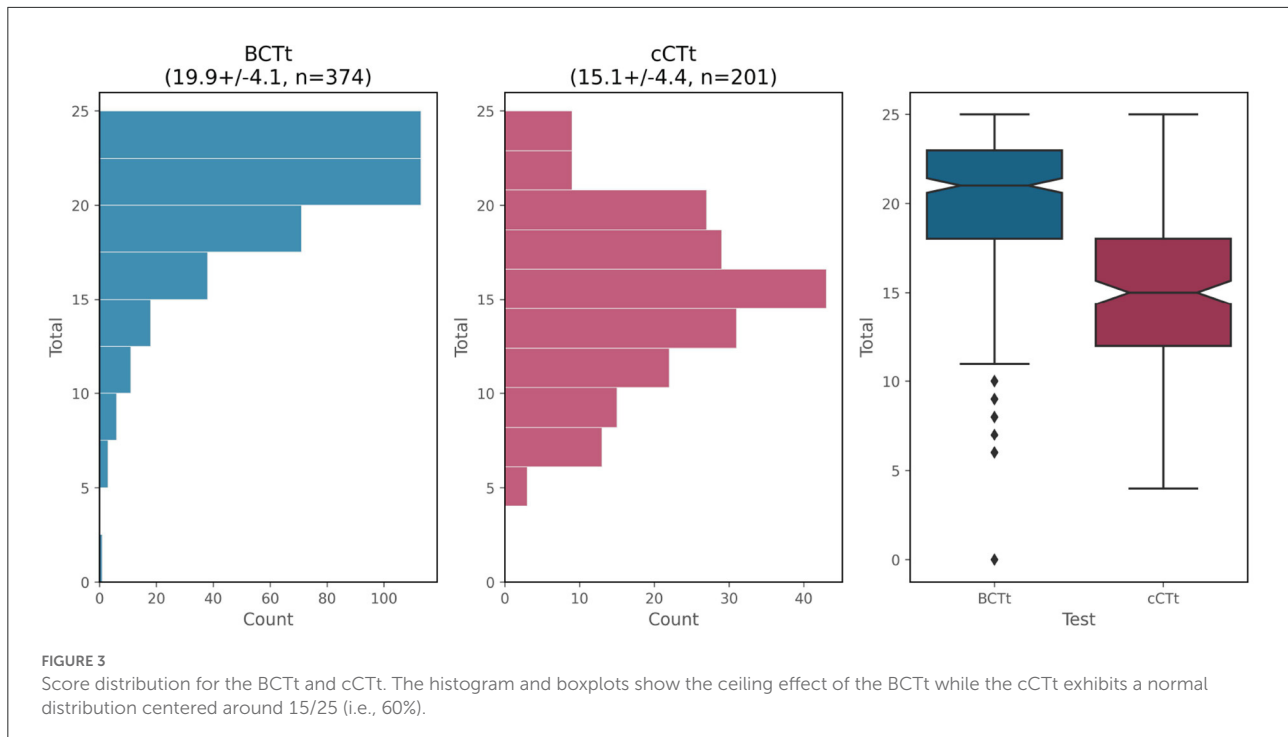 BCTt
(19.9+/-4.1, n=374)
25
20
15
10
5
0
Total
0 20 40 60 80 100
Count
cCTt
(15.1+/-4.4, n=201)
25
20
15
10
5
0
Total
0 10 20 30 40
Count
25
20
15
10
5
0
Total
BCTt cCTt
Test
FIGURE 3
Score distribution for the BCTt and cCTt. The histogram and boxplots show the ceiling effect of the BCTt while the cCTt exhibits a normal
distribution centered around 15/25 (i.e., 60%).